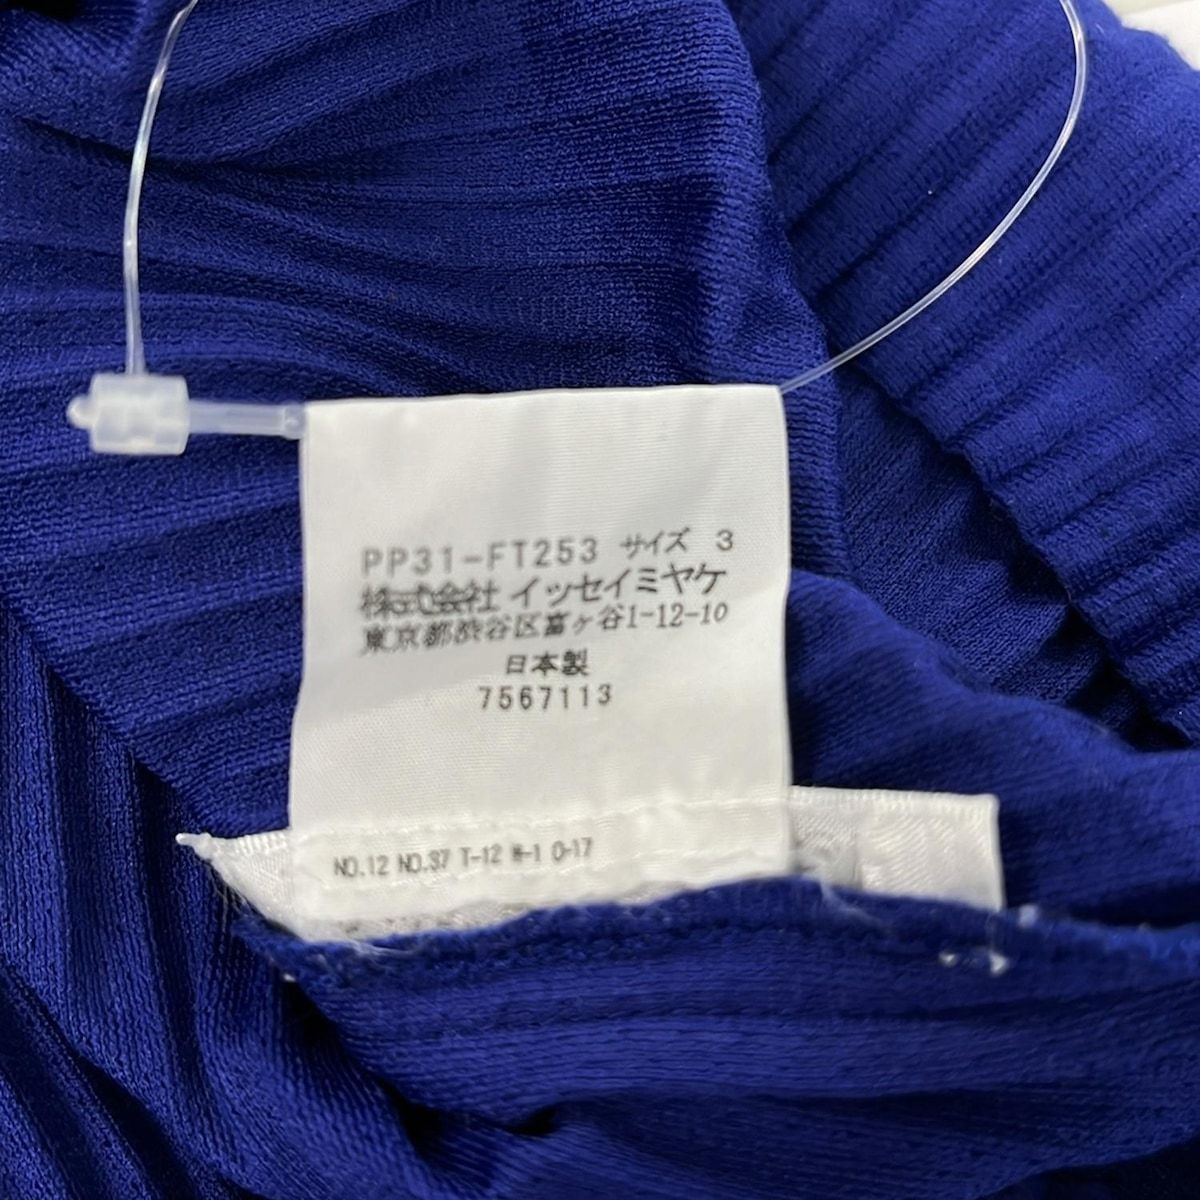 PP31-FT253 サイズ 3
株式会社 イッセイミヤケ
東京都渋谷区富ヶ谷1-12-10
日本製
7567113
NO.12 NO.37 T-12 W-1 O-17